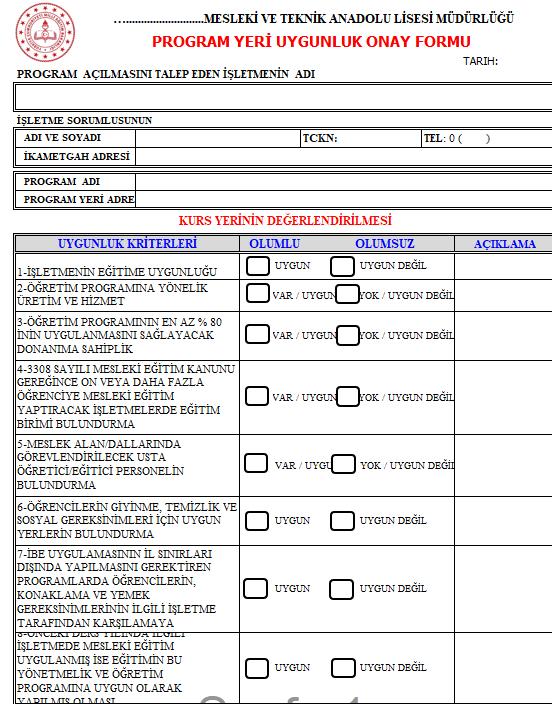 ….............................MESLEKİ VE TEKNİK ANADOLU LİSESİ MÜDÜRLÜĞÜ
PROGRAM YERİ UYGUNLUK ONAY FORMU
TARIH:
PROGRAM AÇILMASINI TALEP EDEN İŞLETMENİN ADI
İŞLETME SORUMLUSUNUN
ADI VE SOYADI TCKN: TEL: 0 ( )
İKAMETGAH ADRESİ
PROGRAM ADI
PROGRAM YERİ ADRE
KURS YERİNİN DEĞERLENDİRİLMESİ
UYGUNLUK KRİTERLERİ OLUMLU OLUMSUZ AÇIKLAMA
1-İŞLETMENİN EĞİTİME UYGUNLUĞU UYGUN UYGUN DEĞİL
2-ÖĞRETİM PROGRAMINA YÖNELİK
ÜRETİM VE HİZMET VAR / UYGUN YOK / UYGUN DEĞİL
3-ÖĞRETİM PROGRAMININ EN AZ % 80
İNİN UYGULANMASINI SAĞLAYACAK
DONANIMA SAHİPLİK VAR / UYGUN YOK / UYGUN DEĞİL
4-3308 SAYILI MESLEKİ EĞİTİM KANUNU
GEREĞİNCE ON VEYA DAHA FAZLA
ÖĞRENCİYE MESLEKİ EĞİTİM
YAPTIRACAK İŞLETMELERDE EĞİTİM
BİRİMİ BULUNDURMA VAR / UYGUN YOK / UYGUN DEĞİL
5-MESLEK ALAN/DALLARINDA
GÖREVLENDİRİLECEK USTA
ÖĞRETİCİ/EĞİTİCİ PERSONELİN
BULUNDURMA VAR / UYGU YOK / UYGUN DEĞİL
6-ÖĞRENCİLERİN GİYİNME, TEMİZLİK VE
SOSYAL GEREKSİNİMLERİ İÇİN UYGUN
YERLERİN BULUNDURMA UYGUN UYGUN DEĞİL
7-İBE UYGULAMASININ İL SINIRLARI
DIŞINDA YAPILMASINI GEREKTİREN
PROGRAMLARDA ÖĞRENCİLERİN,
KONAKLAMA VE YEMEK
GEREKSİNİMLERİNİN İLGİLİ İŞLETME
TARAFINDAN KARŞILAMAYA UYGUN UYGUN DEĞİL
8-ÖNCEKİ DERS YILINDA İLGİLİ
İŞLETMEDE MESLEKİ EĞİTİM
UYGULANMIŞ İSE EĞİTİMİN BU
YÖNETMELİK VE ÖĞRETİM
PROGRAMINA UYGUN OLARAK
YAPILMIŞ OLMASI UYGUN UYGUN DEĞİL